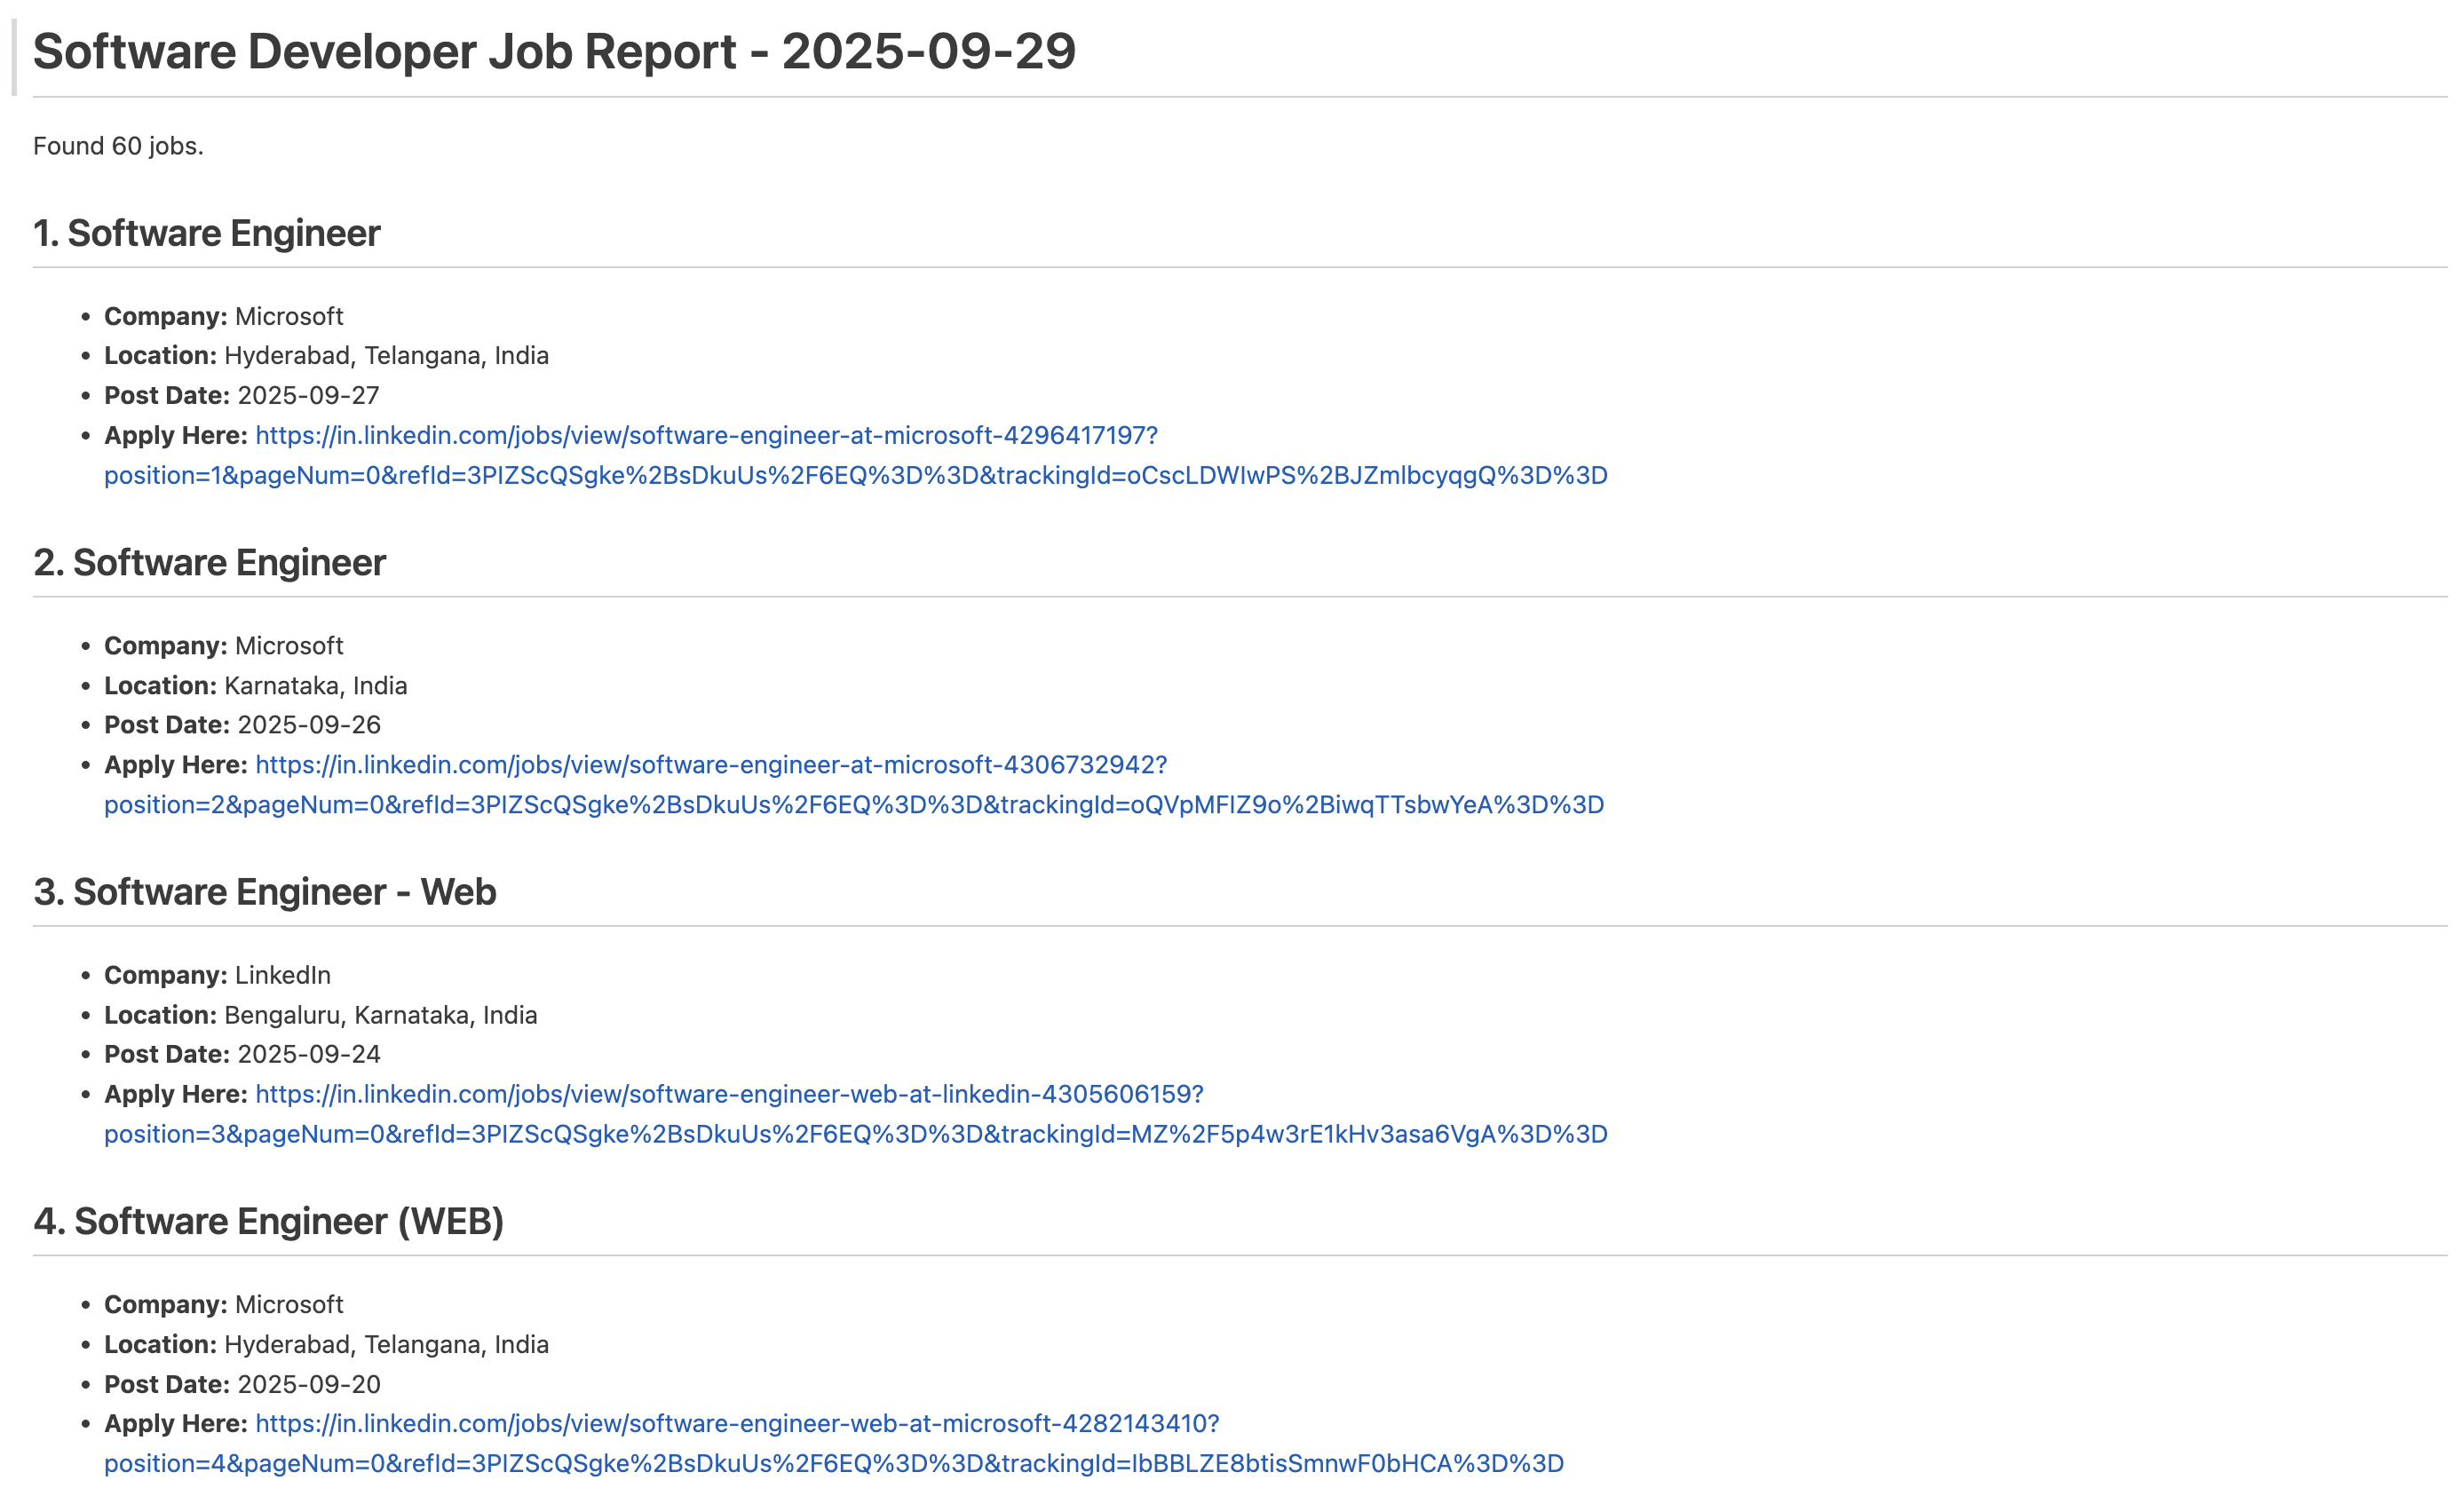 Software Developer Job Report - 2025-09-29
Found 60 jobs.
1. Software Engineer
• Company: Microsoft
• Location: Hyderabad, Telangana, India
• Post Date: 2025-09-27
• Apply Here: https://in.linkedin.com/jobs/view/software-engineer-at-microsoft-4296417197?
position=1&pageNum=0&refId=3PIZScQSgke%2BsDkuUs%2F6EQ%3D%3D&trackingId=oCscLDWIwPS%2BJZmlbcyqgQ%3D%3D
2. Software Engineer
• Company: Microsoft
• Location: Karnataka, India
• Post Date: 2025-09-26
• Apply Here: https://in.linkedin.com/jobs/view/software-engineer-at-microsoft-4306732942?
position=2&pageNum=0&refId=3PIZScQSgke%2BsDkuUs%2F6EQ%3D%3D&trackingId=oQVpMFIZ9o%2BiwqTTsbwYeA%3D%3D
3. Software Engineer - Web
• Company: LinkedIn
• Location: Bengaluru, Karnataka, India
• Post Date: 2025-09-24
• Apply Here: https://in.linkedin.com/jobs/view/software-engineer-web-at-linkedin-4305606159?
position=3&pageNum=0&refId=3PIZScQSgke%2BsDkuUs%2F6EQ%3D%3D&trackingId=MZ%2F5p4w3rE1kHv3asa6VgA%3D%3D
4. Software Engineer (WEB)
• Company: Microsoft
• Location: Hyderabad, Telangana, India
• Post Date: 2025-09-20
• Apply Here: https://in.linkedin.com/jobs/view/software-engineer-web-at-microsoft-4282143410?
position=4&pageNum=0&refId=3PIZScQSgke%2BsDkuUs%2F6EQ%3D%3D&trackingId=lbBBLZE8btisSmnwF0bHCA%3D%3D